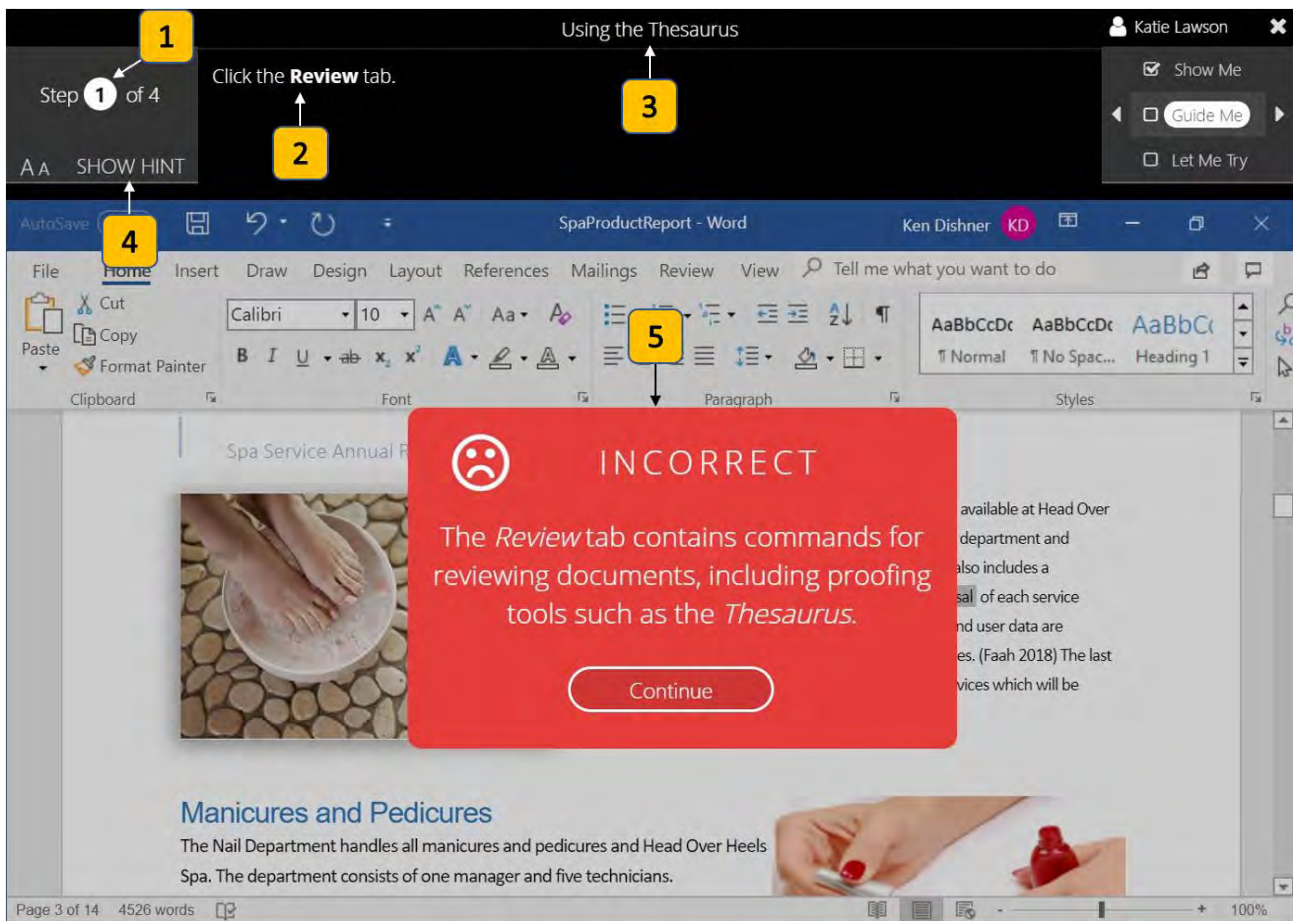 1
Using the Thesaurus
Katie Lawson
Step 1 of 4
Click the Review tab.
Show Me
3
Guide Me
2
Let Me Try
A A SHOW HINT
AutoSave
4
SpaProductReport - Word
Ken Dishner KD
File Home Insert Draw Design Layout References Mailings Review View Tell me what you want to do
Cut
Copy
Paste
Format Painter
Calibri 10 A A Aa A
B I U ab x₂ x² A A
5
AaBbCcDc AaBbCcDc AaBbC
¶ Normal ¶ No Spac... Heading 1
Clipboard Font Paragraph Styles
Spa Service Annual
INCORRECT
The Review tab contains commands for
reviewing documents, including proofing
tools such as the Thesaurus.
Continue
available at Head Over
department and
also includes a
sal of each service
nd user data are
es. (Faah 2018) The last
vices which will be
Manicures and Pedicures
The Nail Department handles all manicures and pedicures and Head Over Heels
Spa. The department consists of one manager and five technicians.
Page 3 of 14 4526 words
100%